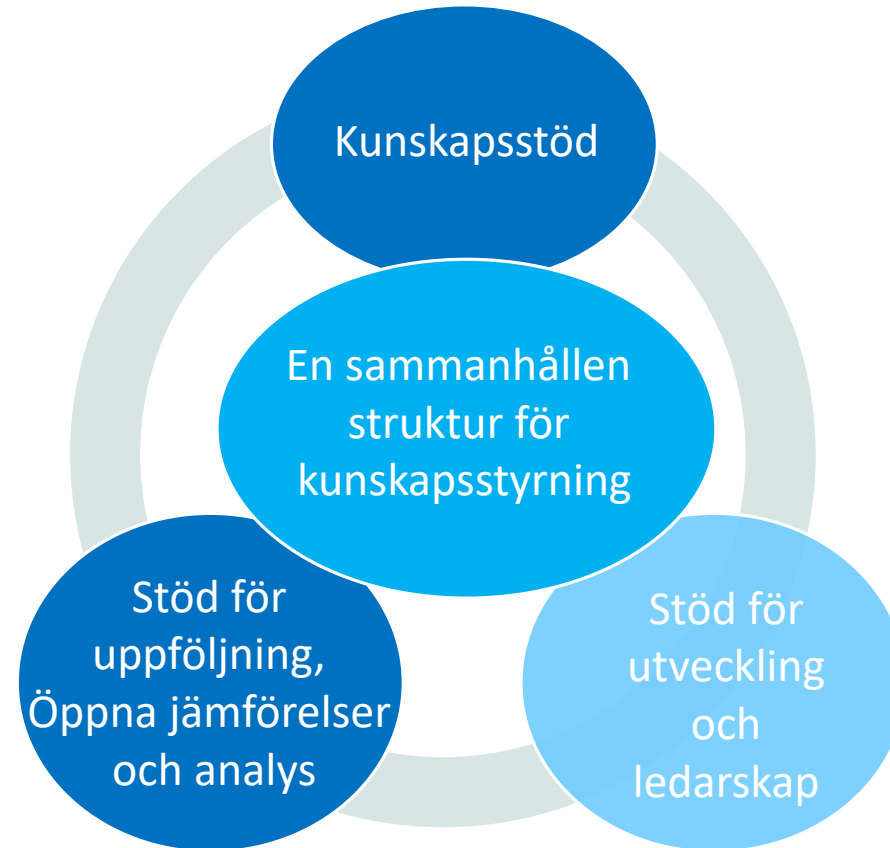 Kunskapsstöd
En sammanhållen
struktur för
kunskapsstyrning
Stöd för
uppföljning,
Öppna jämförelser
och analys
Stöd för
utveckling
och
ledarskap